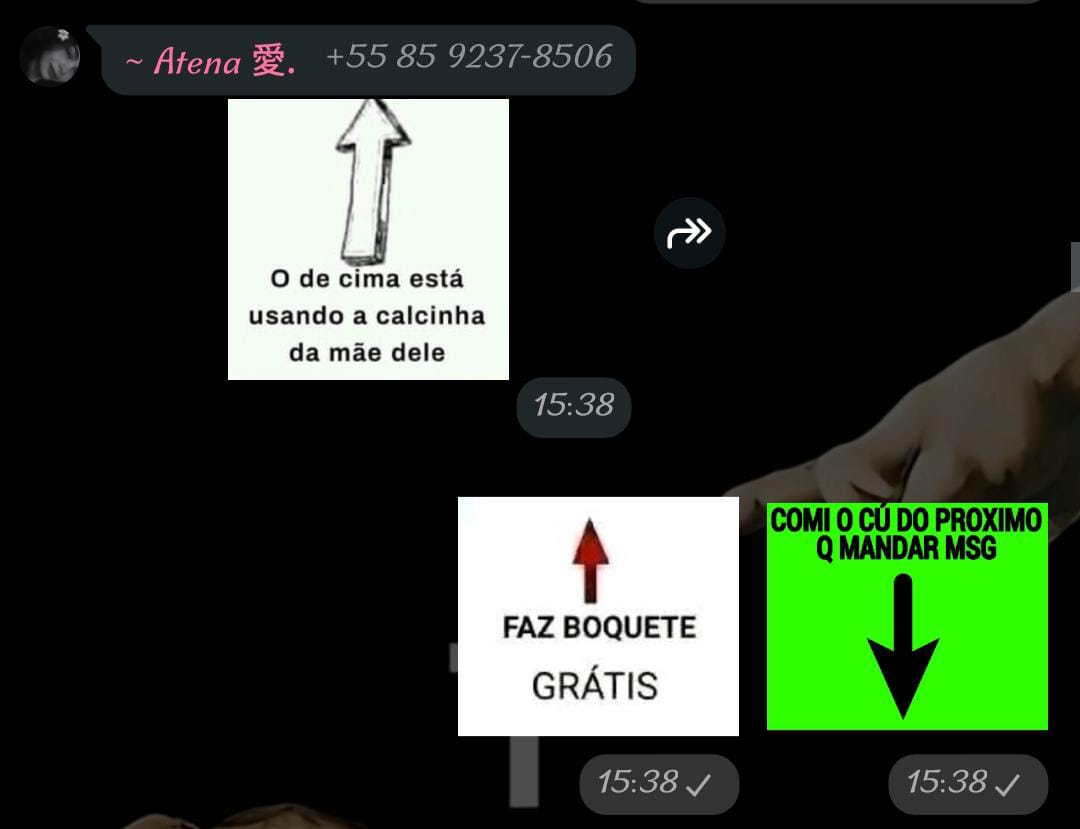 ~ Atena 愛. +55 85 9237-8506
O de cima está
usando a calcinha
da mãe dele
15:38
FAZ BOQUETE
GRÁTIS
15:38
COMI O CÚ DO PROXIMO
Q MANDAR MSG
15:38